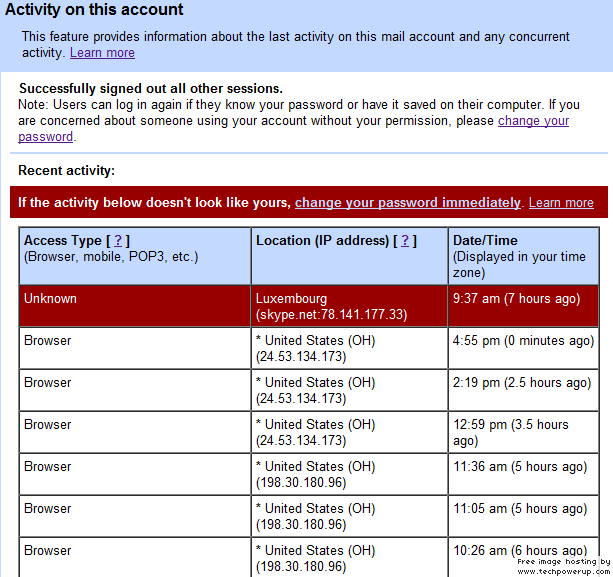 Activity on this account
This feature provides information about the last activity on this mail account and any concurrent
activity. Learn more
Successfully signed out all other sessions.
Note: Users can log in again if they know your password or have it saved on their computer. If you
are concerned about someone using your account without your permission, please change your
password.
Recent activity:
If the activity below doesn't look like yours, change your password immediately. Learn more
Access Type [ ? ]
(Browser, mobile, POP3, etc.)
Location (IP address) [ ? ]
Date/Time
(Displayed in your time
zone)
Unknown
Luxembourg
(skype.net:78.141.177.33)
9:37 am (7 hours ago)
Browser
* United States (OH)
(24.53.134.173)
4:55 pm (0 minutes ago)
Browser
* United States (OH)
(24.53.134.173)
2:19 pm (2.5 hours ago)
Browser
* United States (OH)
(24.53.134.173)
12:59 pm (3.5 hours
ago)
Browser
* United States (OH)
(198.30.180.96)
11:36 am (5 hours ago)
Browser
* United States (OH)
(198.30.180.96)
11:05 am (5 hours ago)
Browser
* United States (OH)
(198.30.180.96)
10:26 am (6 hours ago)
Free image hosting by
www.techpowerup.com